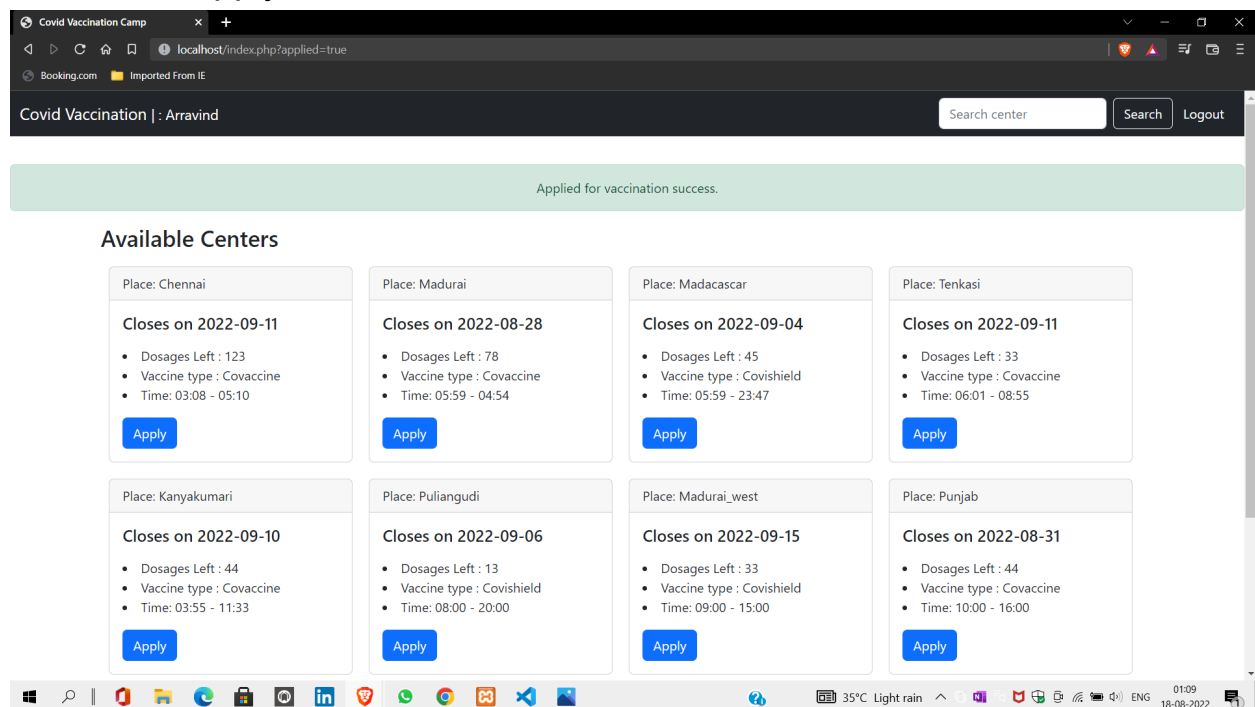 Covid Vaccination Camp
localhost/index.php?applied=true
Booking.com Imported From IE
Covid Vaccination | : Arravind Search center Search Logout
Applied for vaccination success.
Available Centers
Place: Chennai
Closes on 2022-09-11
Dosages Left : 123
Vaccine type : Covaccine
Time: 03:08 - 05:10
Apply
Place: Madurai
Closes on 2022-08-28
Dosages Left : 78
Vaccine type : Covaccine
Time: 05:59 - 04:54
Apply
Place: Madacascar
Closes on 2022-09-04
Dosages Left : 45
Vaccine type : Covishield
Time: 05:59 - 23:47
Apply
Place: Tenkasi
Closes on 2022-09-11
Dosages Left : 33
Vaccine type : Covaccine
Time: 06:01 - 08:55
Apply
Place: Kanyakumari
Closes on 2022-09-10
Dosages Left : 44
Vaccine type : Covaccine
Time: 03:55 - 11:33
Apply
Place: Puliangudi
Closes on 2022-09-06
Dosages Left : 13
Vaccine type : Covishield
Time: 08:00 - 20:00
Apply
Place: Madurai_west
Closes on 2022-09-15
Dosages Left : 33
Vaccine type : Covishield
Time: 09:00 - 15:00
Apply
Place: Punjab
Closes on 2022-08-31
Dosages Left : 44
Vaccine type : Covaccine
Time: 10:00 - 16:00
Apply
35°C Light rain ENG 01:09
18-08-2022